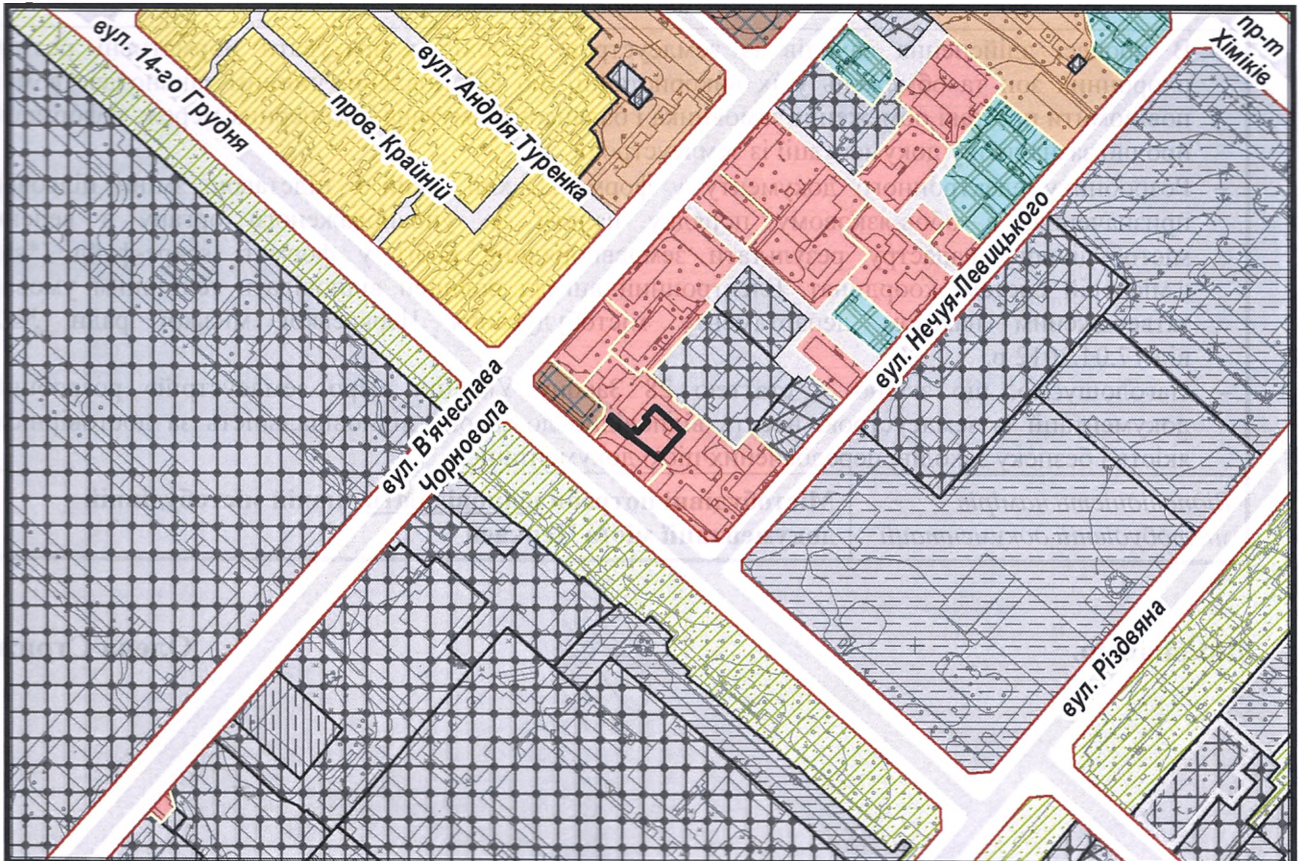 вул. 14-го Грудня
вул. Андрія Туренка
пров. Крайній
пр-т
Хіміків
вул. Нечуя-Левицького
вул. В'ячеслава
Чорновола
вул. Різдвяна